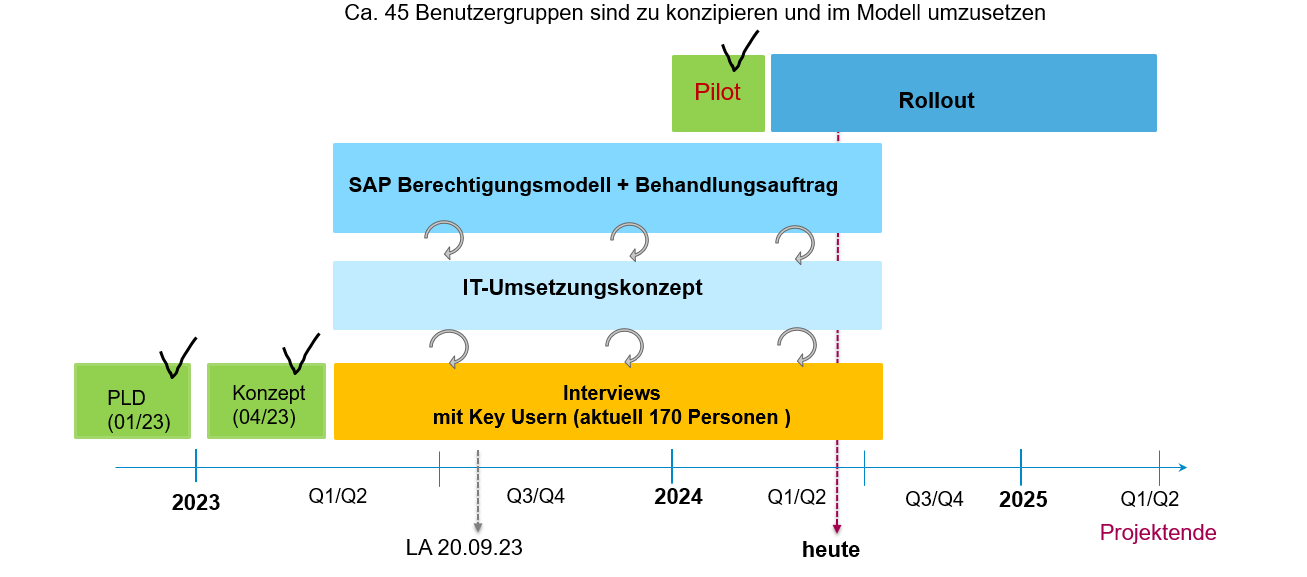 Ca. 45 Benutzergruppen sind zu konzipieren und im Modell umzusetzen
Pilot
Rollout
SAP Berechtigungsmodell + Behandlungsauftrag
IT-Umsetzungskonzept
PLD
(01/23)
Konzept
(04/23)
Interviews
mit Key Usern (aktuell 170 Personen )
2023
Q1/Q2
Q3/Q4
2024
Q1/Q2
Q3/Q4
2025
Q1/Q2
Projektende
LA 20.09.23
heute